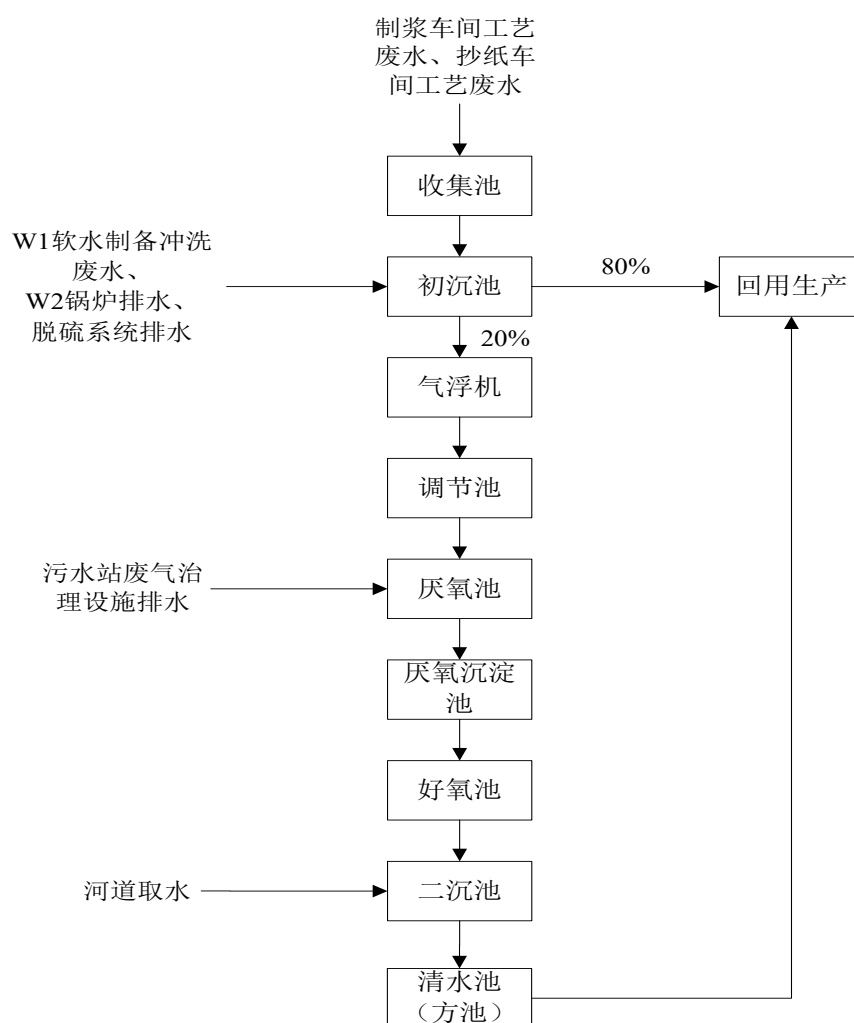 制浆车间工艺
废水、抄纸车
间工艺废水
收集池
W1软水制备冲洗
废水、
W2锅炉排水、
脱硫系统排水
初沉池
80%
回用生产
20%
气浮机
调节池
污水站废气治
理设施排水
厌氧池
厌氧沉淀
池
好氧池
河道取水
二沉池
清水池
（方池）